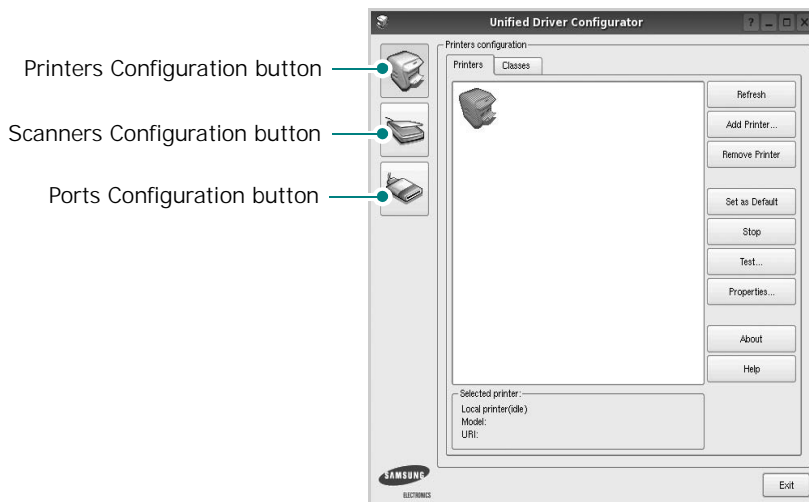 Unified Driver Configurator
Printers Configuration button
Scanners Configuration button
Ports Configuration button
Printers configuration
Printers
Classes
Refresh
Add Printer...
Remove Printer
Set as Default
Stop
Test...
Properties...
About
Help
Selected printer:
Local printer(idle)
Model:
URI:
SAMSUNG
ELECTRONICS
Exit